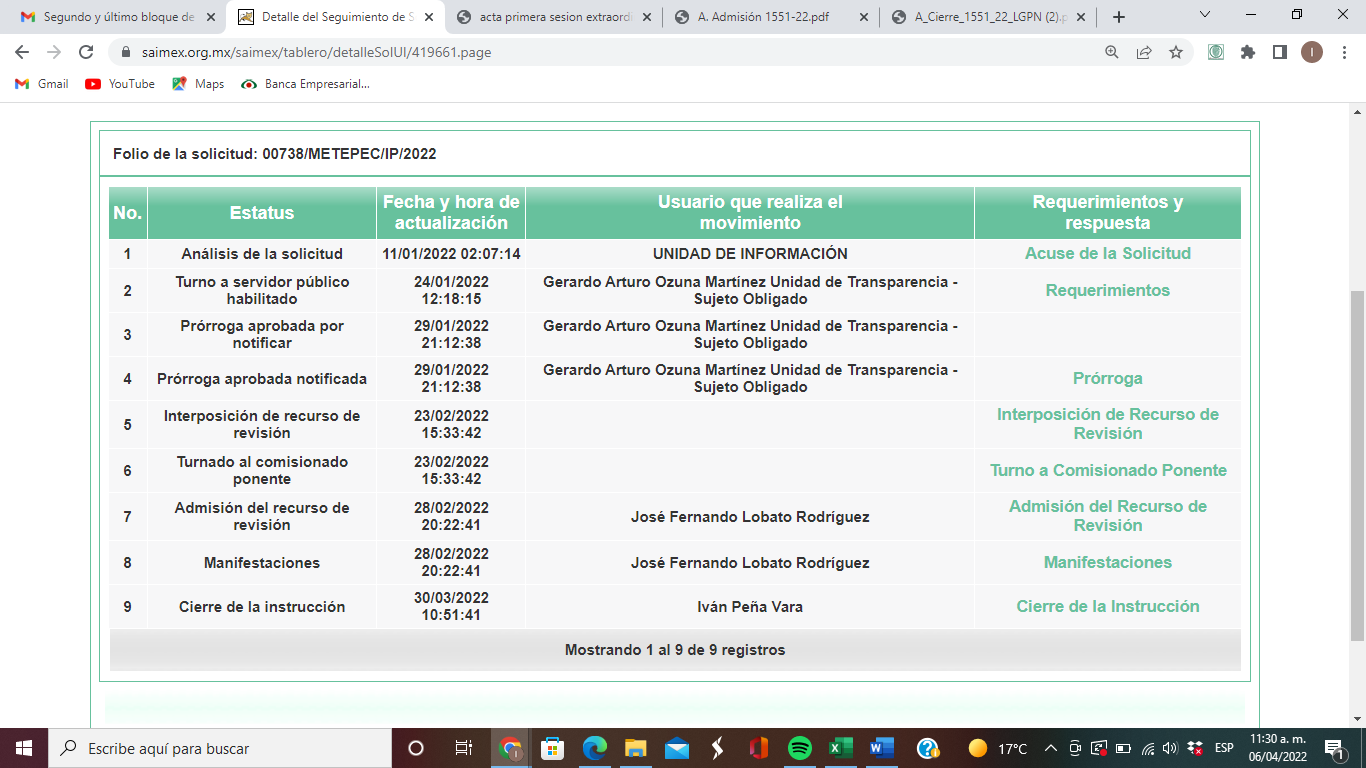 Segundo y último bloque de
Detalle del Seguimiento de S
acta primera sesion extraordi
A. Admisión 1551-22.pdf
A_Cierre_1551_22_LGPN (2).p
saimex.org.mx/saimex/tablero/detalleSolUI/419661.page
I
Gmail
YouTube
Maps
Banca Empresarial...
Folio de la solicitud: 00738/METEPEC/IP/2022
No.
Estatus
Fecha y hora de
actualización
Usuario que realiza el
movimiento
Requerimientos y
respuesta
1
Análisis de la solicitud
11/01/2022 02:07:14
UNIDAD DE INFORMACIÓN
Acuse de la Solicitud
2
Turno a servidor público
habilitado
24/01/2022
12:18:15
Gerardo Arturo Ozuna Martínez Unidad de Transparencia -
Sujeto Obligado
Requerimientos
3
Prórroga aprobada por
notificar
29/01/2022
21:12:38
Gerardo Arturo Ozuna Martínez Unidad de Transparencia -
Sujeto Obligado
4
Prórroga aprobada notificada
29/01/2022
21:12:38
Gerardo Arturo Ozuna Martínez Unidad de Transparencia -
Sujeto Obligado
Prórroga
5
Interposición de recurso de
revisión
23/02/2022
15:33:42
Interposición de Recurso de
Revisión
6
Turnado al comisionado
ponente
23/02/2022
15:33:42
Turno a Comisionado Ponente
7
Admisión del recurso de
revisión
28/02/2022
20:22:41
José Fernando Lobato Rodríguez
Admisión del Recurso de
Revisión
8
Manifestaciones
28/02/2022
20:22:41
José Fernando Lobato Rodríguez
Manifestaciones
9
Cierre de la instrucción
30/03/2022
10:51:41
Iván Peña Vara
Cierre de la Instrucción
Mostrando 1 al 9 de 9 registros
Escribe aquí para buscar
17°C
ESP
11:30 a. m.
06/04/2022
1